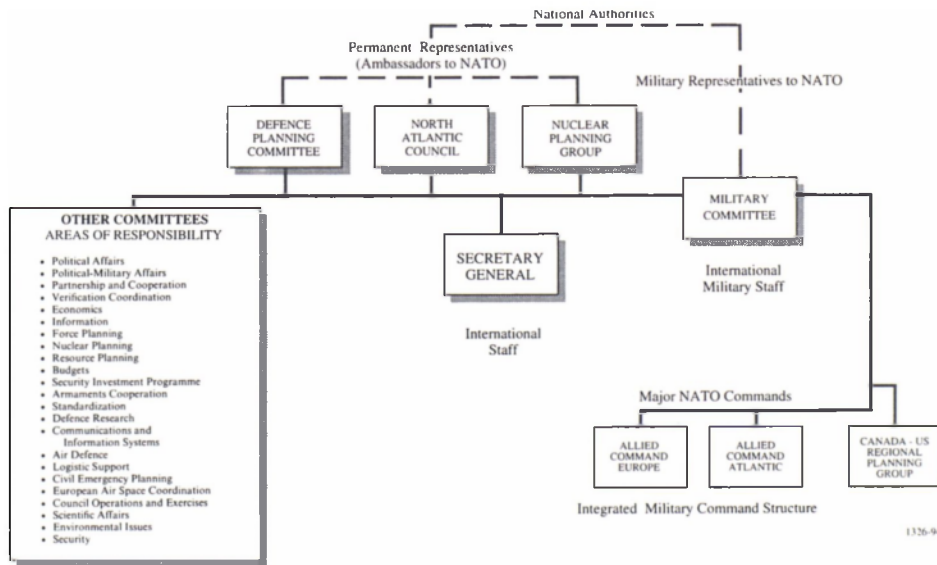 National Authorities
Permanent Representatives
(Ambassadors to NATO)
Military Representatives to NATO
DEFENCE
PLANNING
COMMITTEE
NORTH
ATLANTIC
COUNCIL
NUCLEAR
PLANNING
GROUP
MILITARY
COMMITTEE
OTHER COMMITTEES
AREAS OF RESPONSIBILITY
• Political Affairs
• Political-Military Affairs
• Partnership and Cooperation
• Verification Coordination
• Economics
• Information
• Force Planning
• Nuclear Planning
• Resource Planning
• Budgets
• Security Investment Programme
• Armaments Cooperation
• Standardization
• Defence Research
• Communications and
Information Systems
• Air Defence
• Logistic Support
• Civil Emergency Planning
• European Air Space Coordination
• Council Operations and Exercises
• Scientific Affairs
• Environmental Issues
• Security
SECRETARY
GENERAL
International
Staff
International
Military Staff
Major NATO Commands
ALLIED
COMMAND
EUROPE
ALLIED
COMMAND
ATLANTIC
CANADA - US
REGIONAL
PLANNING
GROUP
Integrated Military Command Structure